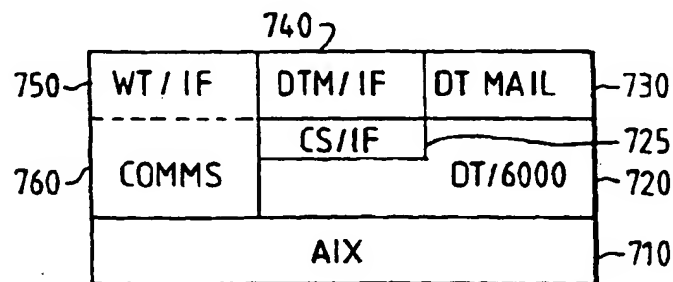 740
750 WT/IF DTM/IF DT MAIL 730
CS/IF 725
760 COMMS DT/6000 720
AIX 710